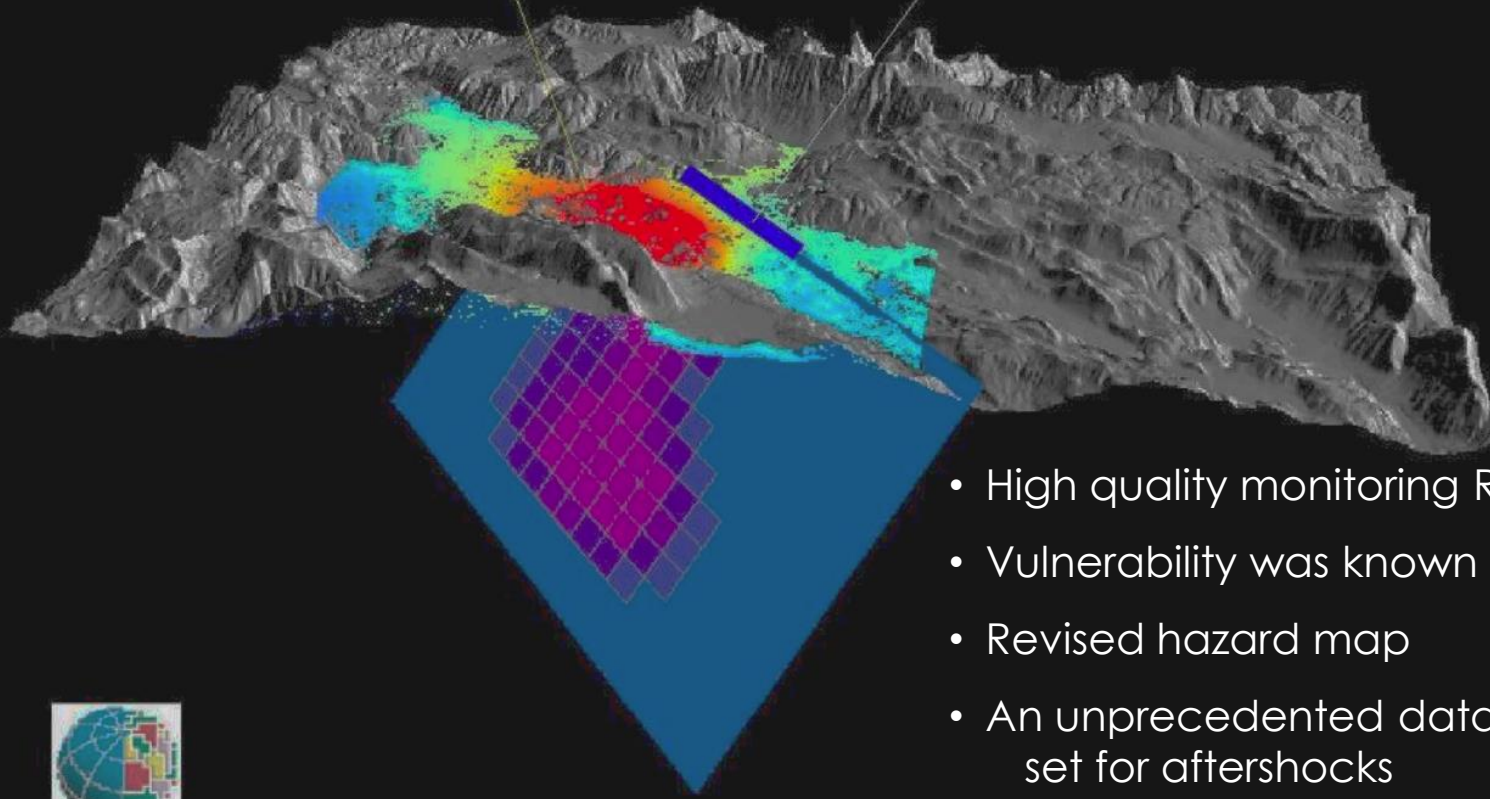 • High quality monitoring
• Vulnerability was known
• Revised hazard map
• An unprecedented data
set for aftershocks